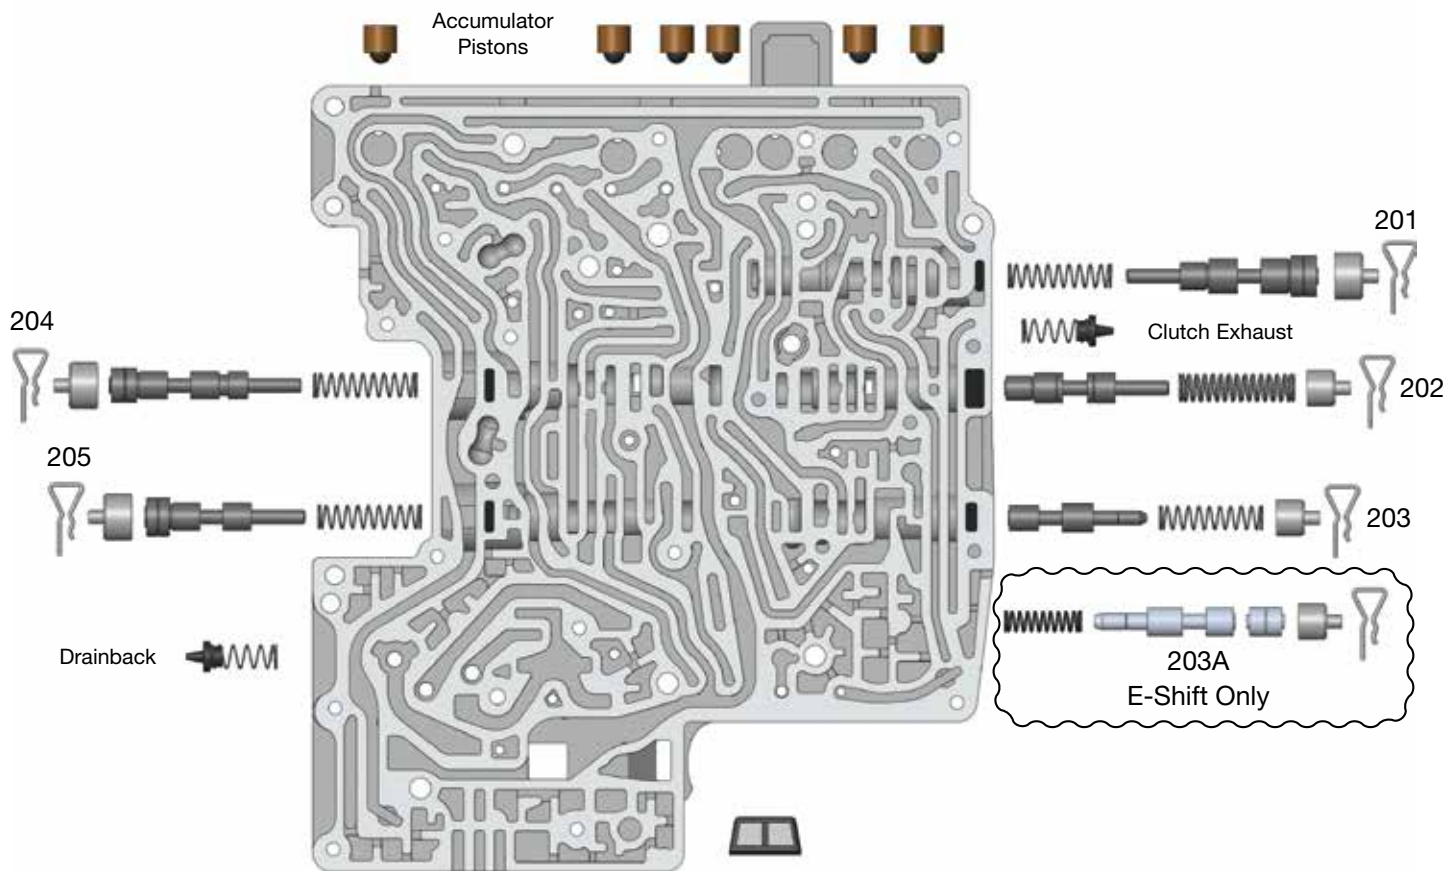 Accumulator
Pistons
201
Clutch Exhaust
204
202
205
203
203A
E-Shift Only
Drainback